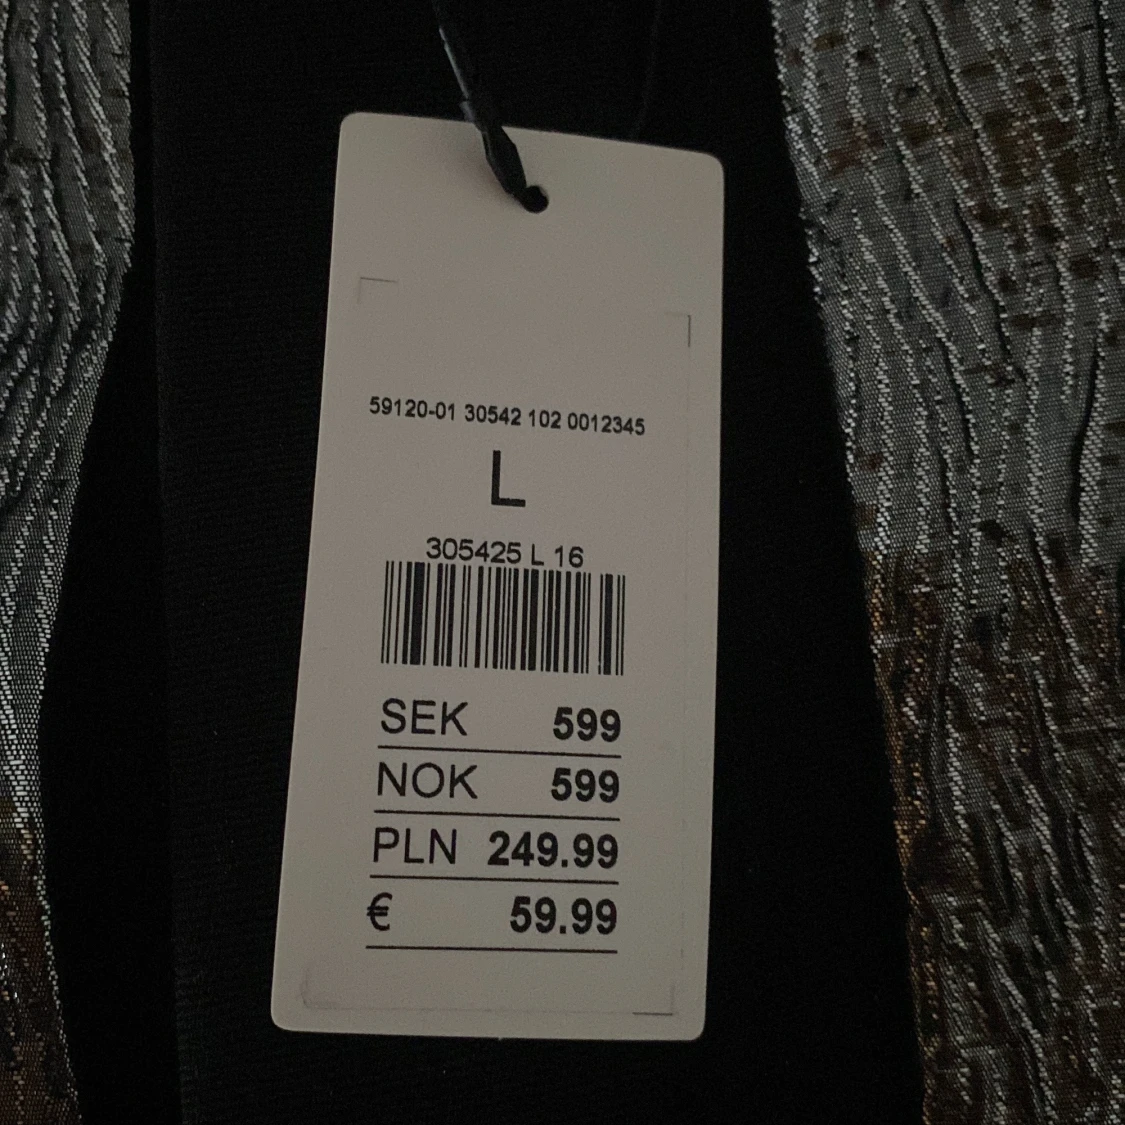 59120-01 30542 102 0012345
L
305425 L 16
SEK 599
NOK 599
PLN 249.99
€ 59.99